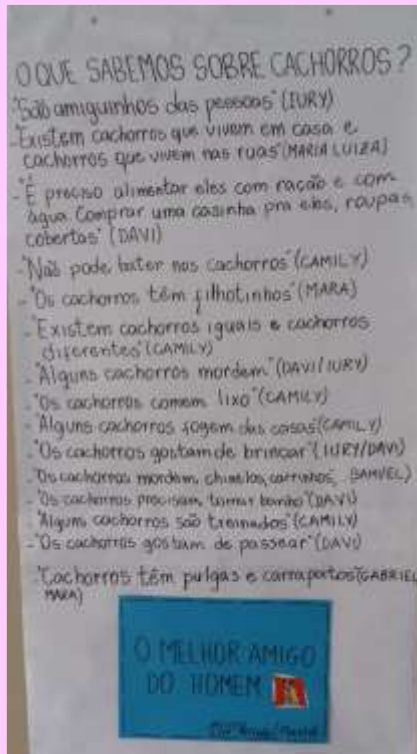 O QUE SABEMOS SOBRE CACHORROS?
"São amiguinhos das pessoas" (IURY)
- "Existem cachorros que vivem em casa e
cachorros que vivem nas ruas" (MARIA LUIZA)
- "É preciso alimentar eles com ração e com
água. Comprar uma casinha pra eles, roupas,
cobertas" (DAVI)
- "Não pode bater nos cachorros" (CAMILY)
- "Os cachorros têm filhotinhos" (MARA)
- "Existem cachorros iguais e cachorros
diferentes" (CAMILY)
- "Alguns cachorros mordem" (DAVI/IURY)
- "Os cachorros comem lixo" (CAMILY)
- "Alguns cachorros fogem das casas" (CAMILY)
- "Os cachorros gostam de brincar" (IURY/DAVI)
- "Os cachorros mordem, chinelos, carrinhos, SAMUEL)
- "Os cachorros precisam tomar banho" (DAVI)
- "Alguns cachorros são treinados" (CAMILY)
- "Os cachorros gostam de passear" (DAVI)
- "Cachorros têm pulgas e carrapatos" (GABRIEL
MARA)
O MELHOR AMIGO
DO HOMEM